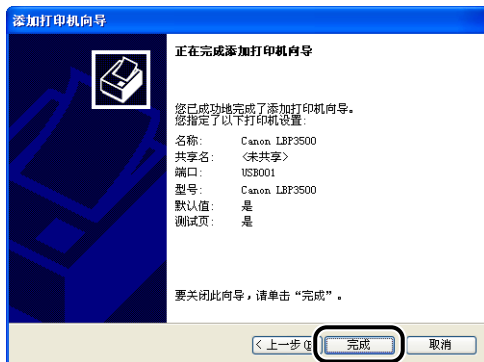 添加打印机向导
正在完成添加打印机向导
您已成功地完成了添加打印机向导。
您指定了以下打印机设置:
名称: Canon LBP3500
共享名: <未共享>
端口: USB001
型号: Canon LBP3500
默认值: 是
测试页: 是
要关闭此向导,请单击“完成”。
<上一步(B) 完成 取消